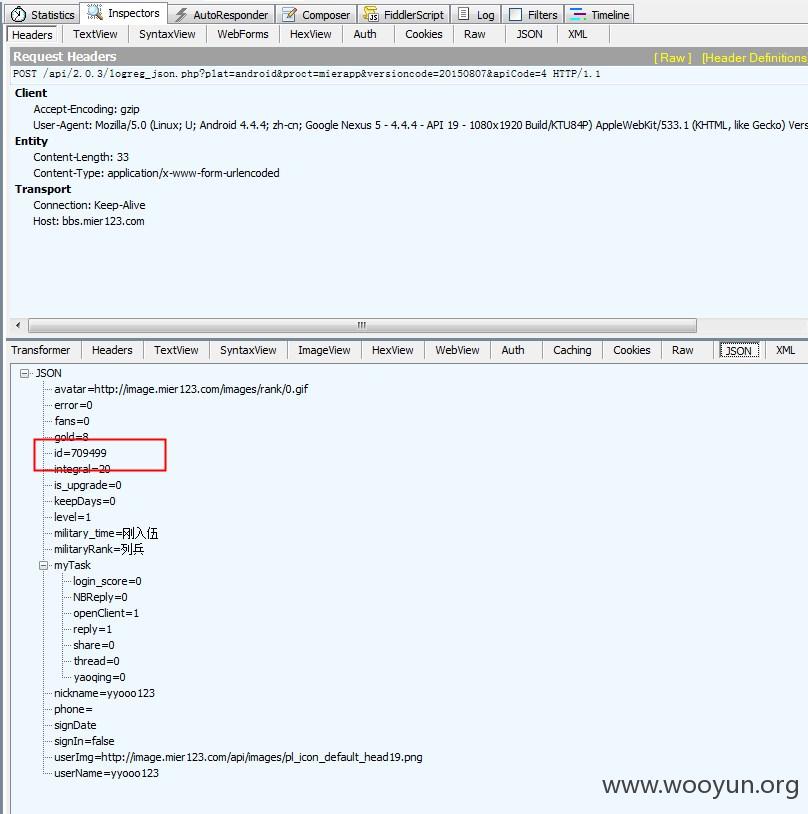 Statistics Inspectors AutoResponder Composer FiddlerScript Log Filters Timeline
Headers TextView SyntaxView WebForms HexView Auth Cookies Raw JSON XML
Request Headers [ Raw ] [Header Definitions
POST /api/2.0.3/logreg_json.php?plat=android&proct=mierapp&versioncode=20150807&apiCode=4 HTTP/1.1
Client
Accept-Encoding: gzip
User-Agent: Mozilla/5.0 (Linux; U; Android 4.4.4; zh-cn; Google Nexus 5 - 4.4.4 - API 19 - 1080x1920 Build/KTU84P) AppleWebKit/533.1 (KHTML, like Gecko) Vers
Entity
Content-Length: 33
Content-Type: application/x-www-form-urlencoded
Transport
Connection: Keep-Alive
Host: bbs.mier123.com
Transformer Headers TextView SyntaxView ImageView HexView WebView Auth Caching Cookies Raw JSON XML
JSON
avatar=http://image.mier123.com/images/rank/0.gif
error=0
fans=0
gold=8
id=709499
integral=20
is_upgrade=0
keepDays=0
level=1
military_time=刚入伍
militaryRank=列兵
myTask
login_score=0
NBReply=0
openClient=1
reply=1
share=0
thread=0
yaoqing=0
nickname=yyooo123
phone=
signDate
signIn=false
userImg=http://image.mier123.com/api/images/pl_icon_default_head19.png
userName=yyooo123
www.wooyun.org